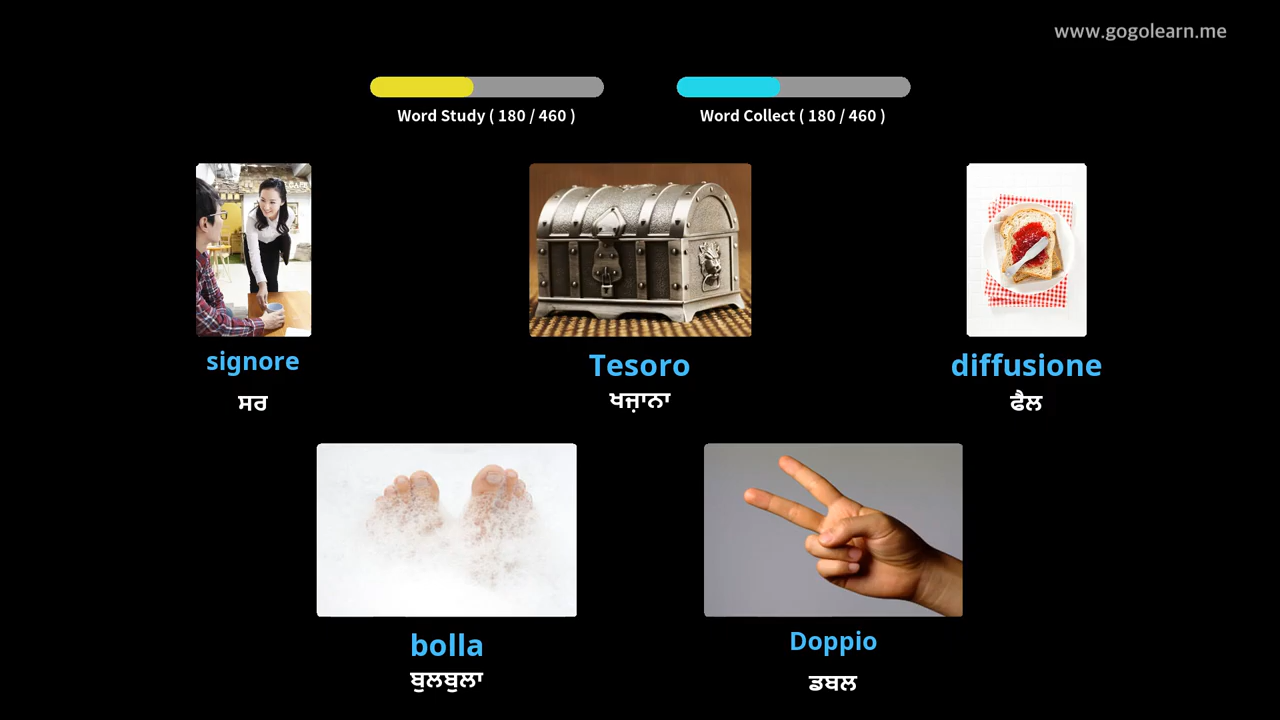 www.gogolearn.me
Word Study ( 180 / 460 )
Word Collect ( 180 / 460 )
signore
ਸਰ
Tesoro
ਖਜ਼ਾਨਾ
diffusione
ਫੈਲ
bolla
ਬੁਲਬੁਲਾ
Doppio
ਡਬਲ